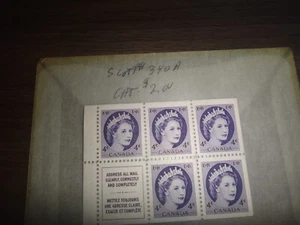 Scott# 340A
CAT. $2.00
4¢ 4¢ 4¢
CANADA CANADA CANADA
ADDRESS ALL MAIL
CLEARLY, CORRECTLY
AND COMPLETELY
METTEZ TOUJOURS
UNE ADRESSE CLAIRE,
EXACTE ET COMPLÈTE
4¢ 4¢
CANADA CANADA